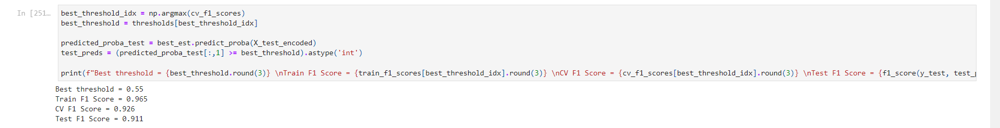 In [251…
best_threshold_idx = np.argmax(cv_f1_scores)
best_threshold = thresholds[best_threshold_idx]
predicted_proba_test = best_est.predict_proba(X_test_encoded)
test_preds = (predicted_proba_test[:,1] >= best_threshold).astype('int')
print(f"Best threshold = {best_threshold.round(3)} \nTrain F1 Score = {train_f1_scores[best_threshold_idx].round(3)} \nCV F1 Score = {cv_f1_scores[best_threshold_idx].round(3)} \nTest F1 Score = {f1_score(y_test, test_
Best threshold = 0.55
Train F1 Score = 0.965
CV F1 Score = 0.926
Test F1 Score = 0.911